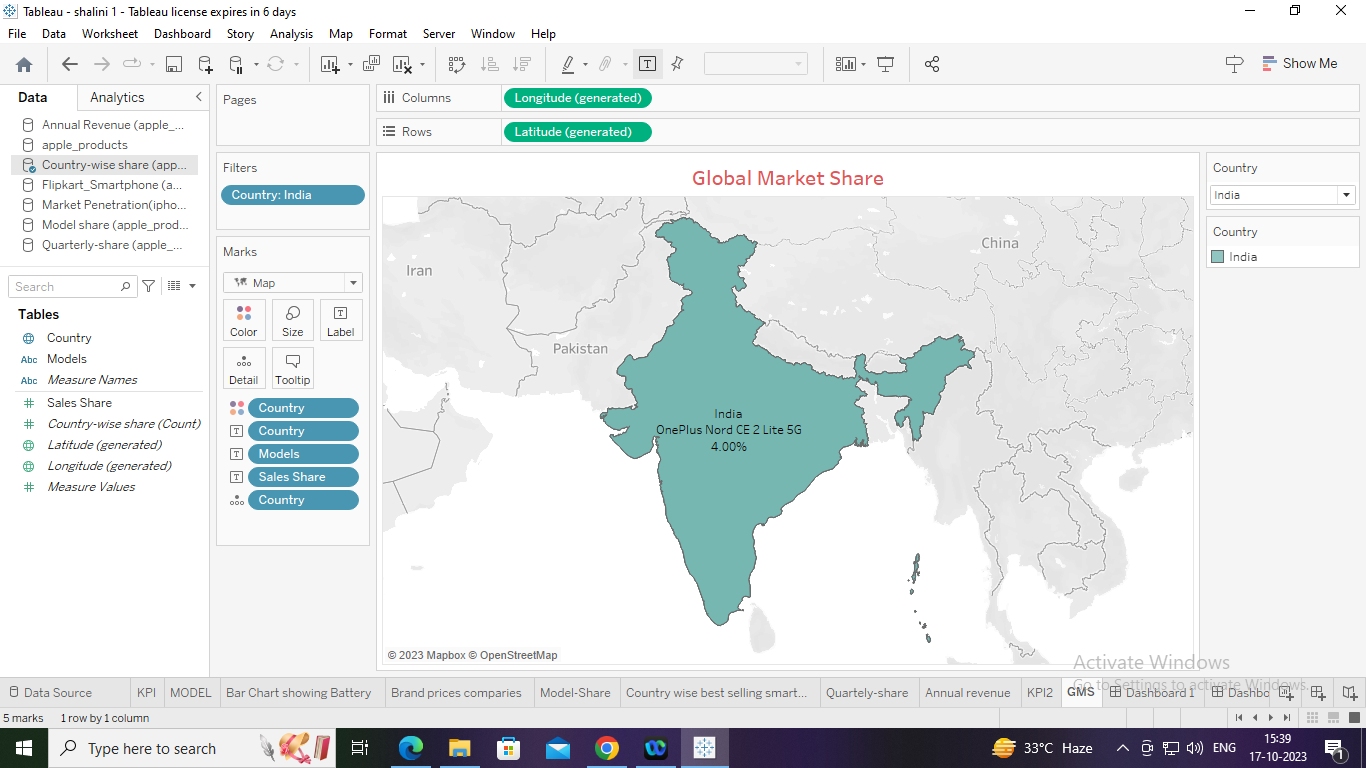 Tableau - shalini 1 - Tableau license expires in 6 days
File Data Worksheet Dashboard Story Analysis Map Format Server Window Help
Show Me
Data Analytics
Annual Revenue (apple_...
apple_products
Country-wise share (app...
Flipkart_Smartphone (a...
Market Penetration(ipho...
Model share (apple_prod...
Quarterly-share (apple_...
Search
Tables
Country
Abc Models
Abc Measure Names
Sales Share
Country-wise share (Count)
Latitude (generated)
Longitude (generated)
Measure Values
Pages
Filters
Country: India
Marks
Map
Color Size Label
Detail Tooltip
Country
Country
Models
Sales Share
Country
Columns Longitude (generated)
Rows Latitude (generated)
Global Market Share
Iran
China
Pakistan
India
OnePlus Nord CE 2 Lite 5G
4.00%
© 2023 Mapbox © OpenStreetMap
Country
India
Country
India
Activate Windows
Go to Settings to activate Windows.
Data Source KPI MODEL Bar Chart showing Battery Brand prices comparies Model-Share Country wise best selling smart... Quartely-share Annual revenue KPI2 GMS Dashboard 1 Dashbo
5 marks 1 row by 1 column
Type here to search
33°C Haze
ENG
15:39
17-10-2023
1